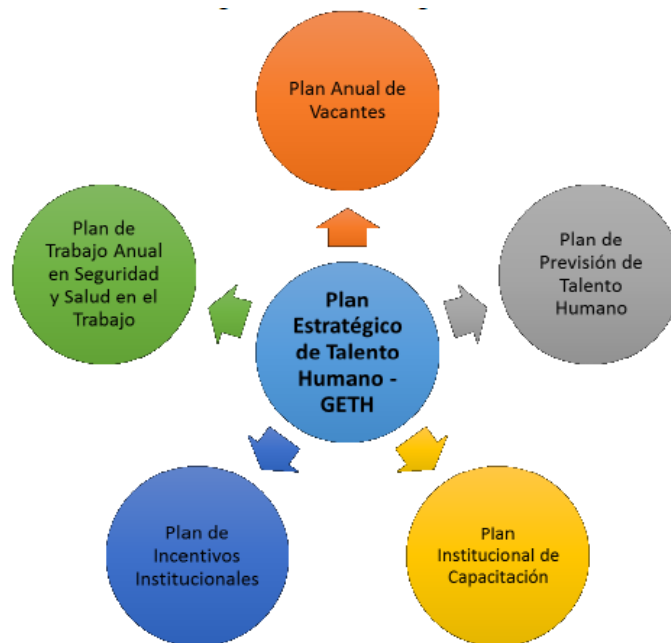 Plan Anual de
Vacantes
Plan de
Trabajo Anual
en Seguridad
y Salud en el
Trabajo
Plan de
Previsión de
Talento
Humano
Plan
Estratégico
de Talento
Humano -
GETH
Plan de
Incentivos
Institucionales
Plan
Institucional de
Capacitación